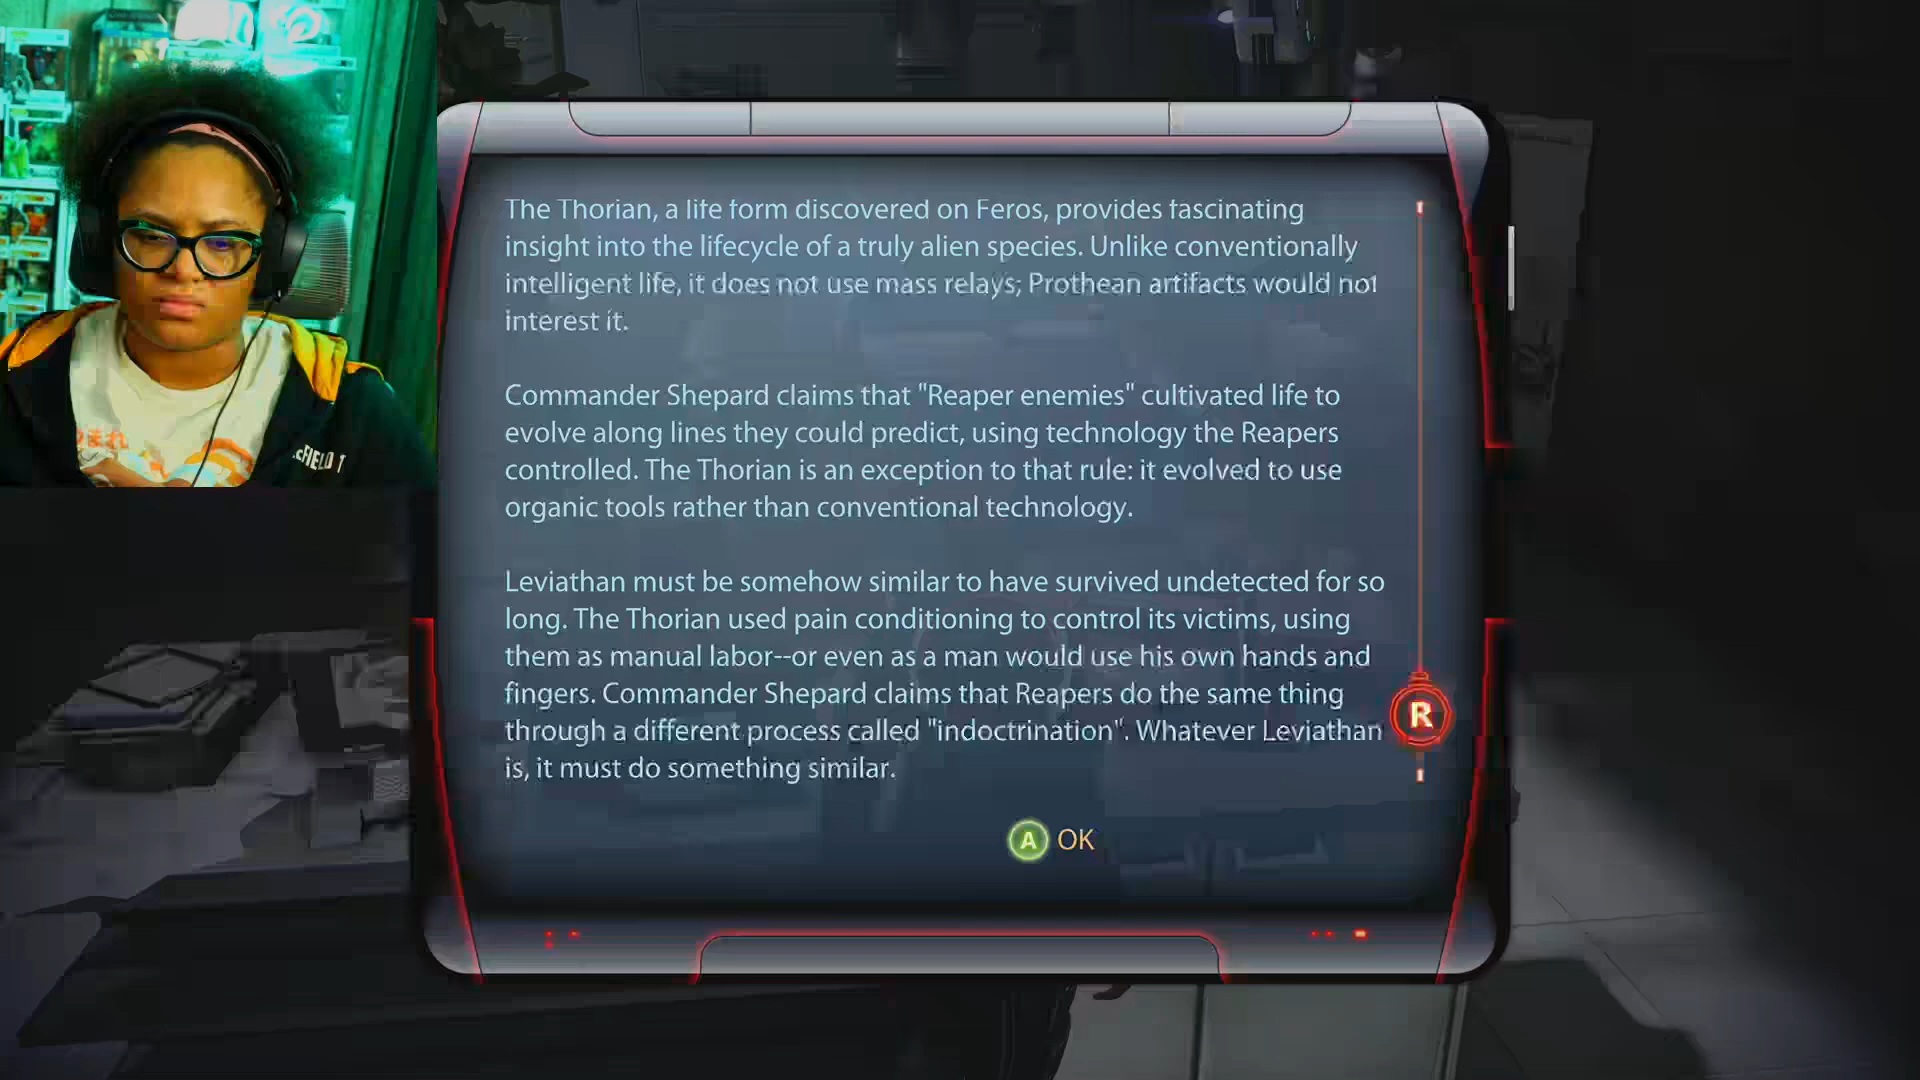 The Thorian, a life form discovered on Feros, provides fascinating
insight into the lifecycle of a truly alien species. Unlike conventionally
intelligent life, it does not use mass relays; Prothean artifacts would not
interest it.
Commander Shepard claims that "Reaper enemies" cultivated life to
evolve along lines they could predict, using technology the Reapers
controlled. The Thorian is an exception to that rule: it evolved to use
organic tools rather than conventional technology.
Leviathan must be somehow similar to have survived undetected for so
long. The Thorian used pain conditioning to control its victims, using
them as manual labor--or even as a man would use his own hands and
fingers. Commander Shepard claims that Reapers do the same thing
through a different process called "indoctrination". Whatever Leviathan
is, it must do something similar.
R
A OK